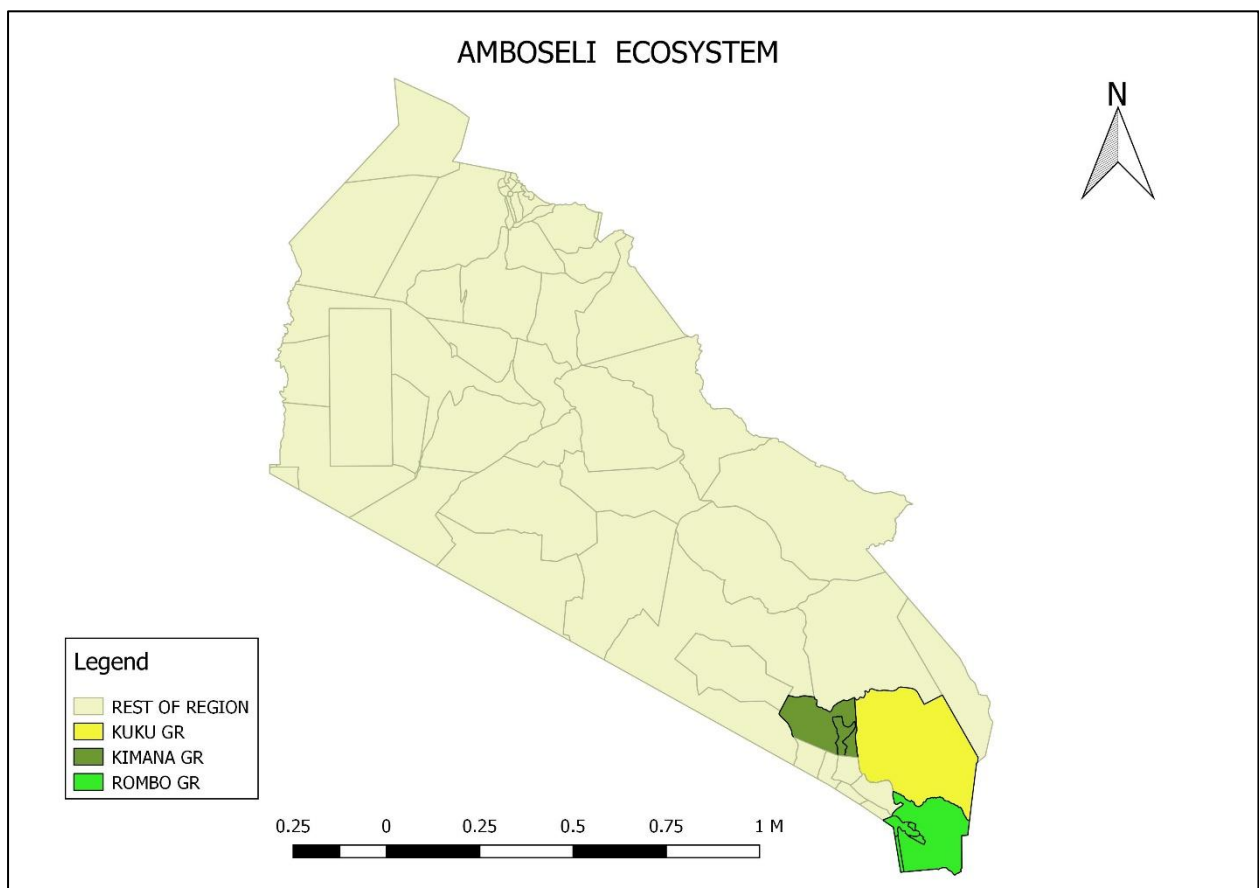 AMBOSELI ECOSYSTEM
N
Legend
REST OF REGION
KUKU GR
KIMANA GR
ROMBO GR
0.25 0 0.25 0.5 0.75 1 M